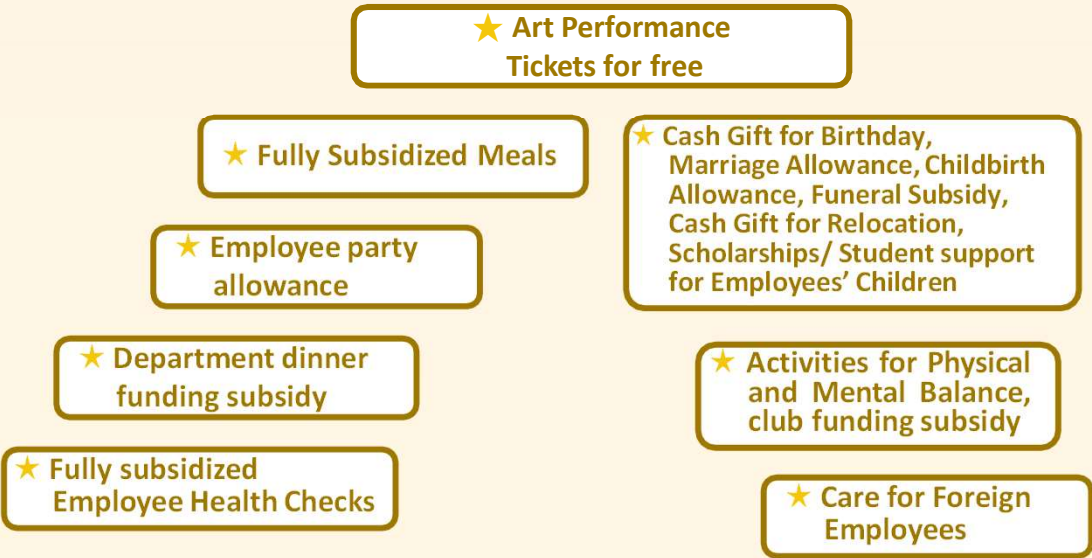 ★ Art Performance
Tickets for free
★ Fully Subsidized Meals
★ Cash Gift for Birthday,
Marriage Allowance, Childbirth
Allowance, Funeral Subsidy,
Cash Gift for Relocation,
Scholarships/ Student support
for Employees’ Children
★ Employee party
allowance
★ Department dinner
funding subsidy
★ Activities for Physical
and Mental Balance,
club funding subsidy
★ Fully subsidized
Employee Health Checks
★ Care for Foreign
Employees